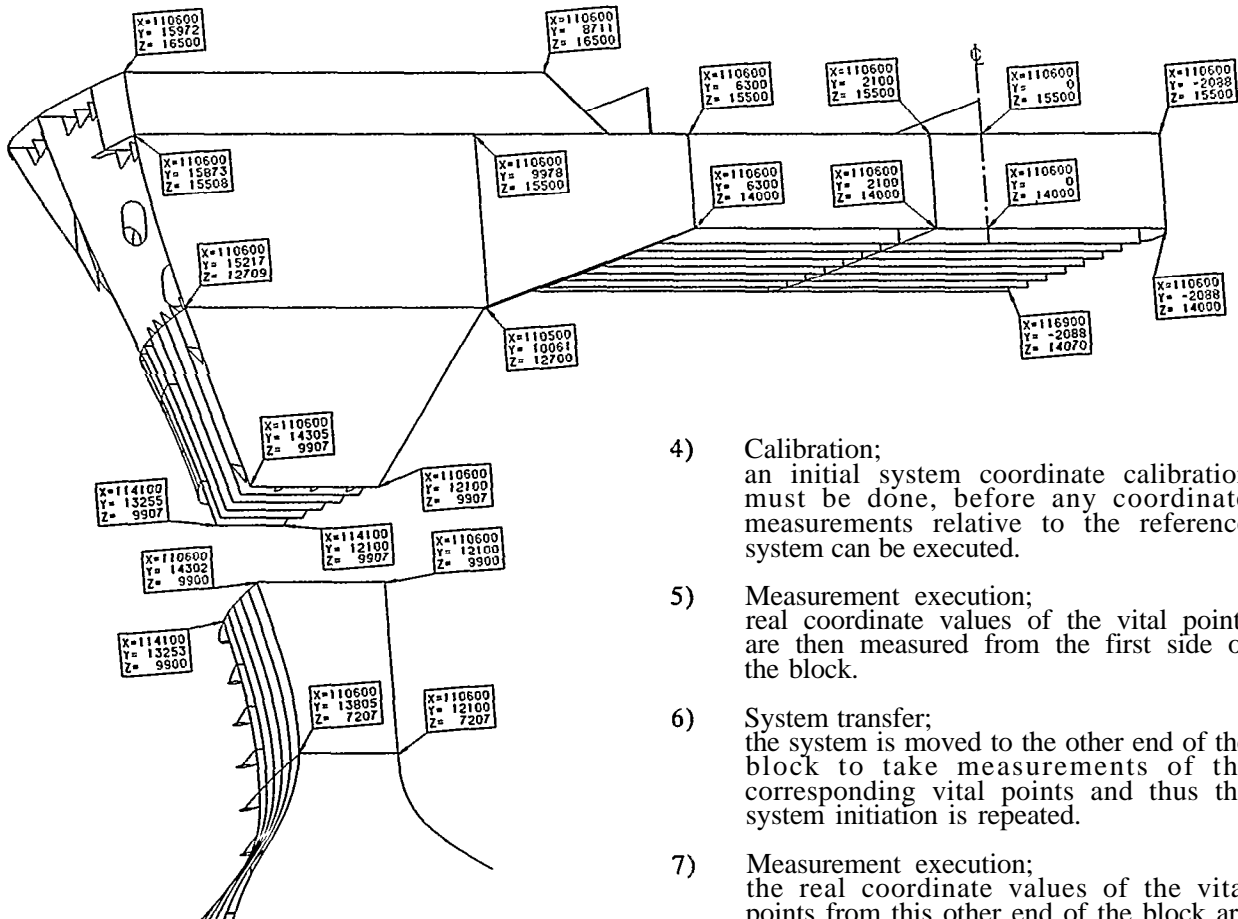 X=110600
Y= 15972
Z= 16500
X=110600
Y= 8711
Z= 16500
X=110600
Y= 6300
Z= 15500
X=110600
Y= 2100
Z= 15500
℄
X=110600
Y= 0
Z= 15500
X=110600
Y= -2088
Z= 15500
X=110600
Y= 15873
Z= 15508
X=110600
Y= 9978
Z= 15500
X=110600
Y= 6300
Z= 14000
X=110600
Y= 2100
Z= 14000
X=110600
Y= 0
Z= 14000
X=110600
Y= 15217
Z= 12709
X=110500
Y= 10061
Z= 12700
X=116900
Y= -2088
Z= 14070
X=110600
Y= -2088
Z= 14000
X=110600
Y= 14305
Z= 9907
X=114100
Y= 13255
Z= 9907
X=110600
Y= 12100
Z= 9907
X=114100
Y= 12100
Z= 9907
X=110600
Y= 14302
Z= 9900
X=110600
Y= 12100
Z= 9900
X=114100
Y= 13253
Z= 9900
X=110600
Y= 13805
Z= 7207
X=110600
Y= 12100
Z= 7207
4) Calibration;
an initial system coordinate calibration
must be done, before any coordinate
measurements relative to the reference
system can be executed.
5) Measurement execution;
real coordinate values of the vital point
are then measured from the first side o
the block.
6) System transfer;
the system is moved to the other end of th
block to take measurements of th
corresponding vital points and thus th
system initiation is repeated.
7) Measurement execution;
the real coordinate values of the vita
points from this other end of the block ar